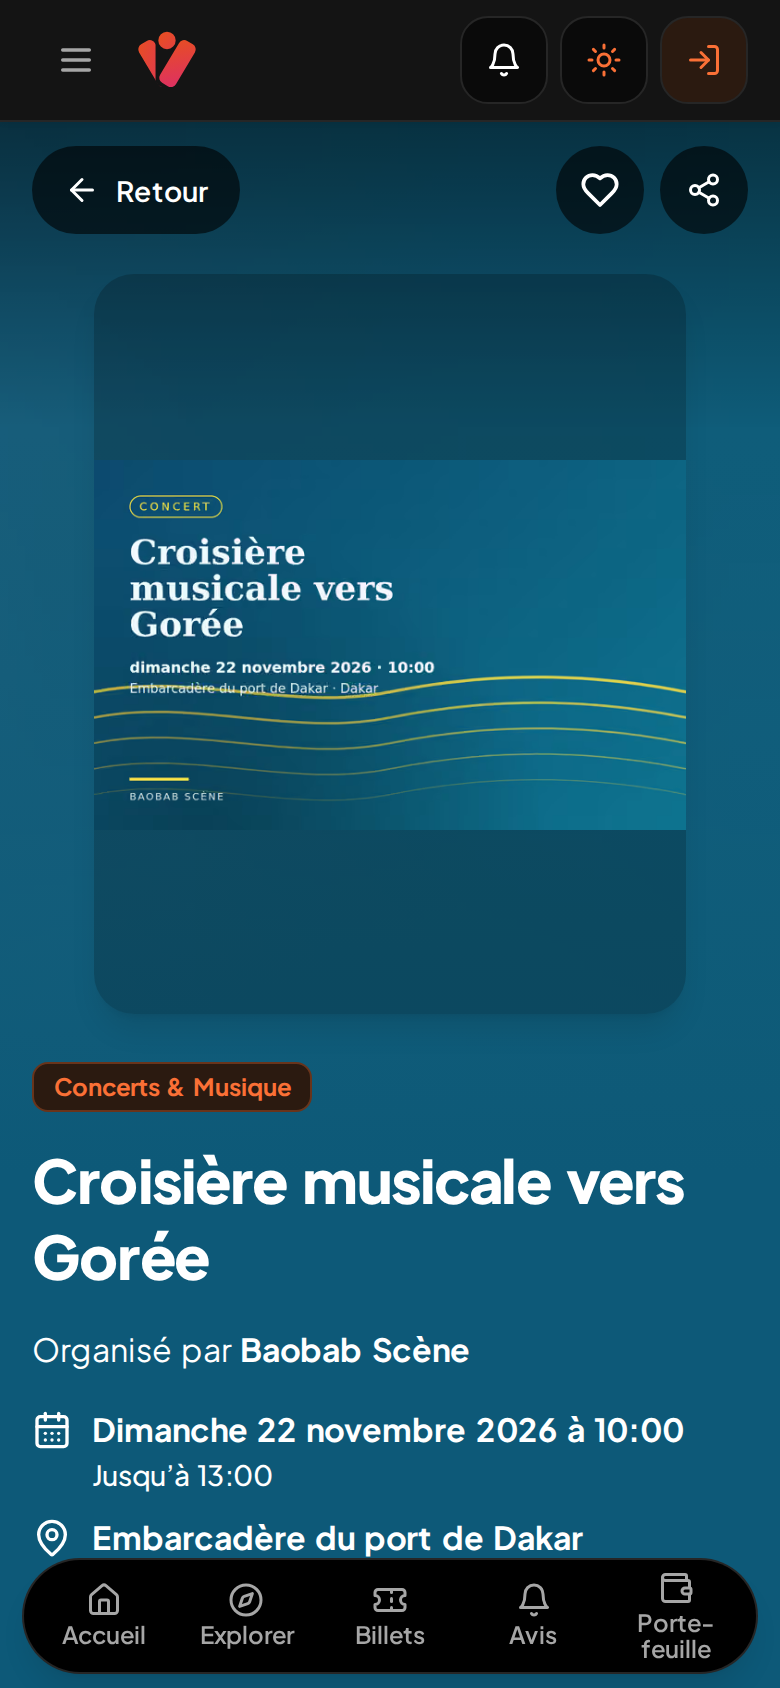 Retour
CONCERT
Croisière
musicale vers
Gorée
dimanche 22 novembre 2026 · 10:00
Embarcadère du port de Dakar · Dakar
BAOBAB SCÈNE
Concerts & Musique
Croisière musicale vers
Gorée
Organisé par Baobab Scène
Dimanche 22 novembre 2026 à 10:00
Jusqu’à 13:00
Embarcadère du port de Dakar
Accueil
Explorer
Billets
Avis
Porte-
feuille